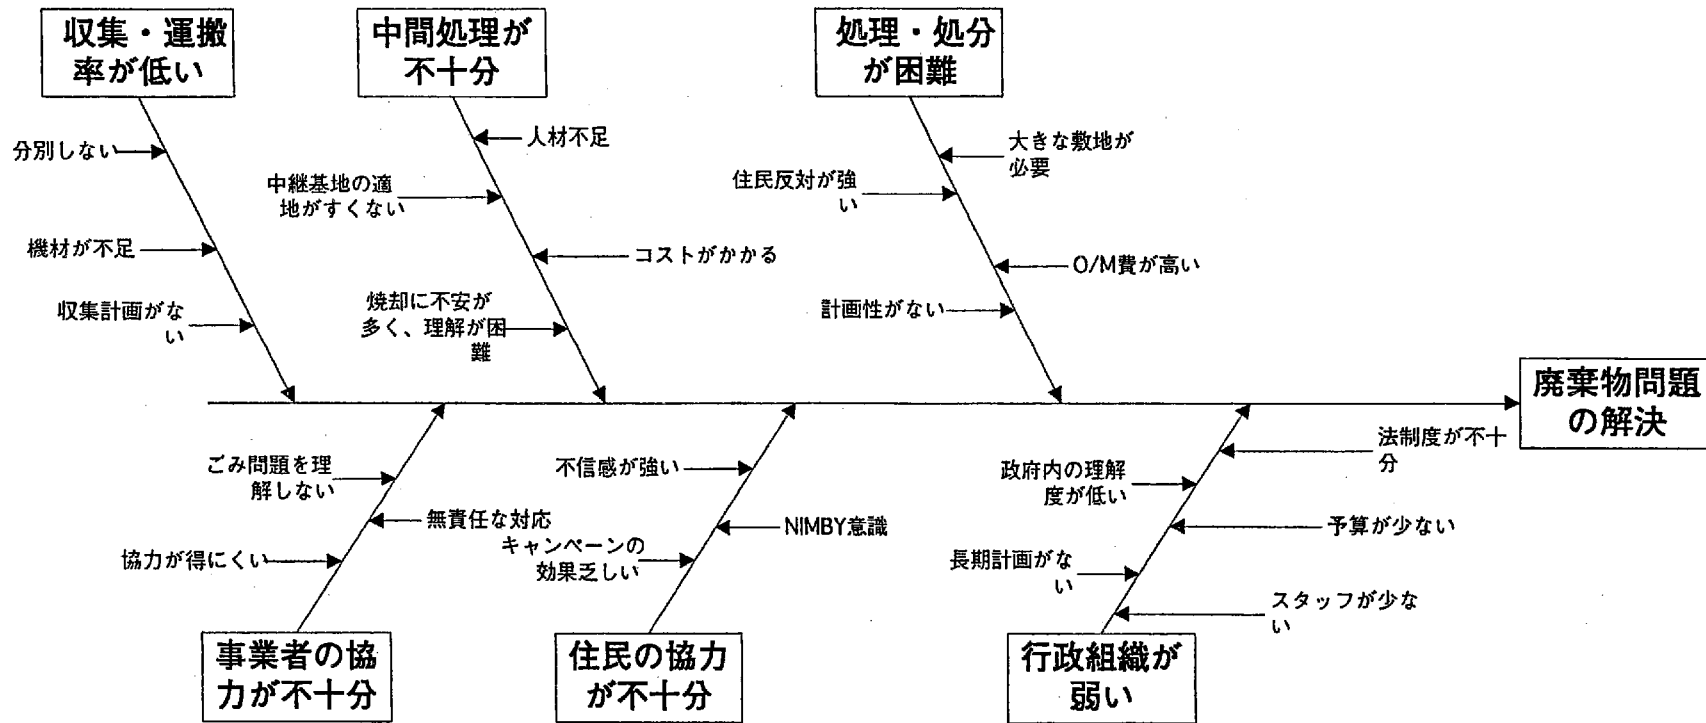 収集・運搬
率が低い
中間処理が
不十分
処理・処分
が困難
分別しない
機材が不足
収集計画がな
い
人材不足
中継基地の適
地がすくない
コストがかかる
焼却に不安が
多く、理解が困
難
大きな敷地が
必要
住民反対が強
い
O/M費が高い
計画性がない
廃棄物問題
の解決
ごみ問題を理
解しない
無責任な対応
協力が得にくい
事業者の協
力が不十分
不信感が強い
NIMBY意識
キャンペーンの
効果乏しい
住民の協力
が不十分
法制度が不十
分
政府内の理解
度が低い
予算が少ない
長期計画がな
い
スタッフが少な
い
行政組織が
弱い